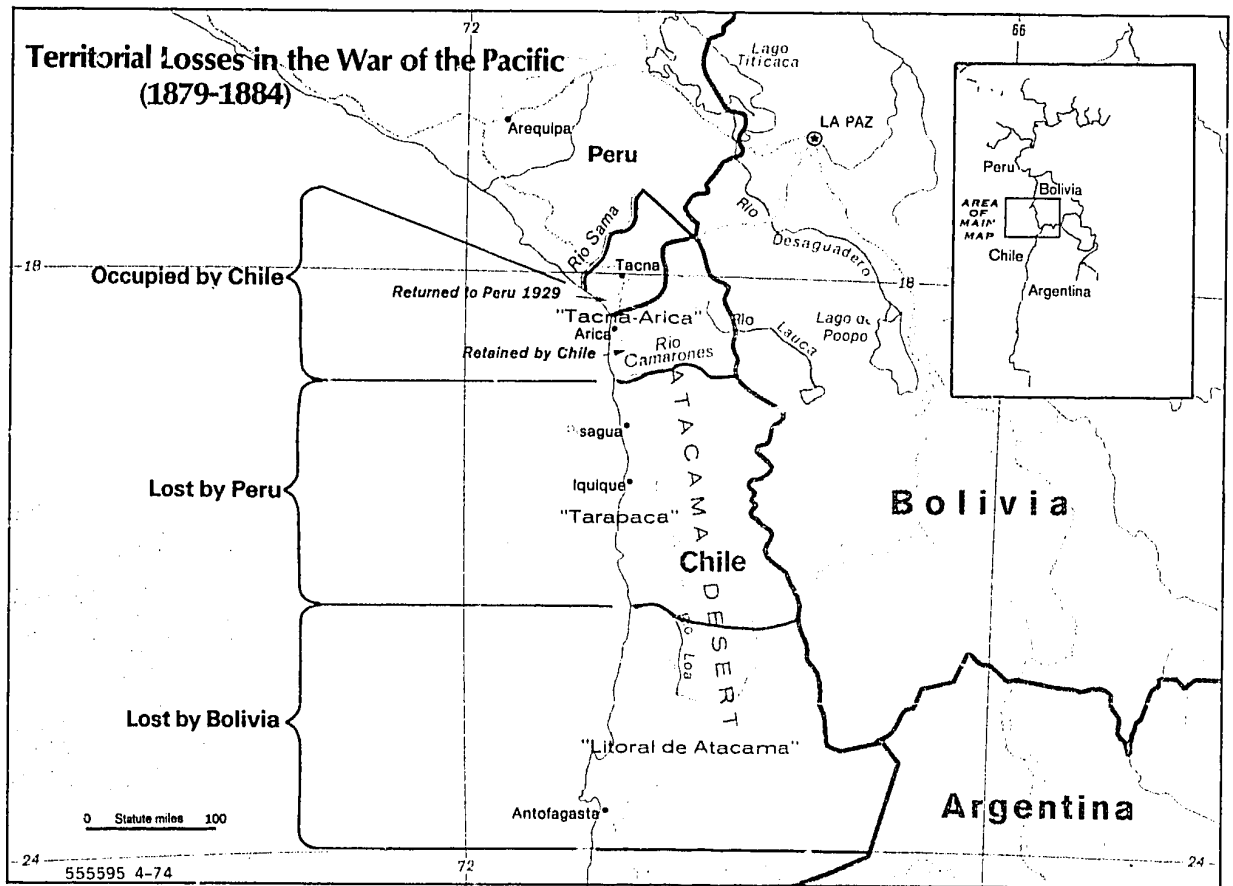 Territorial Losses in the War of the Pacific
(1879-1884)
72
66
Lago
Titicaca
Arequipa
LA PAZ
Peru
Peru
Bolivia
AREA
OF
MAIN
MAP
Chile
Argentina
Rio Sama
Rio
Desaguadero
18
Occupied by Chile
Tacna
18
Returned to Peru 1929
"Tacna-Arica"
Arica
Rio
Lauca
Lago de
Poopo
Retained by Chile
Rio
Camarones
ATACAMA DESERT
sagua
Lost by Peru
Iquique
"Tarapaca"
Bolivia
Chile
Rio
Loa
Lost by Bolivia
"Litoral de Atacama"
Antofagasta
Argentina
0 Statute miles 100
24
72
24
555595 4-74